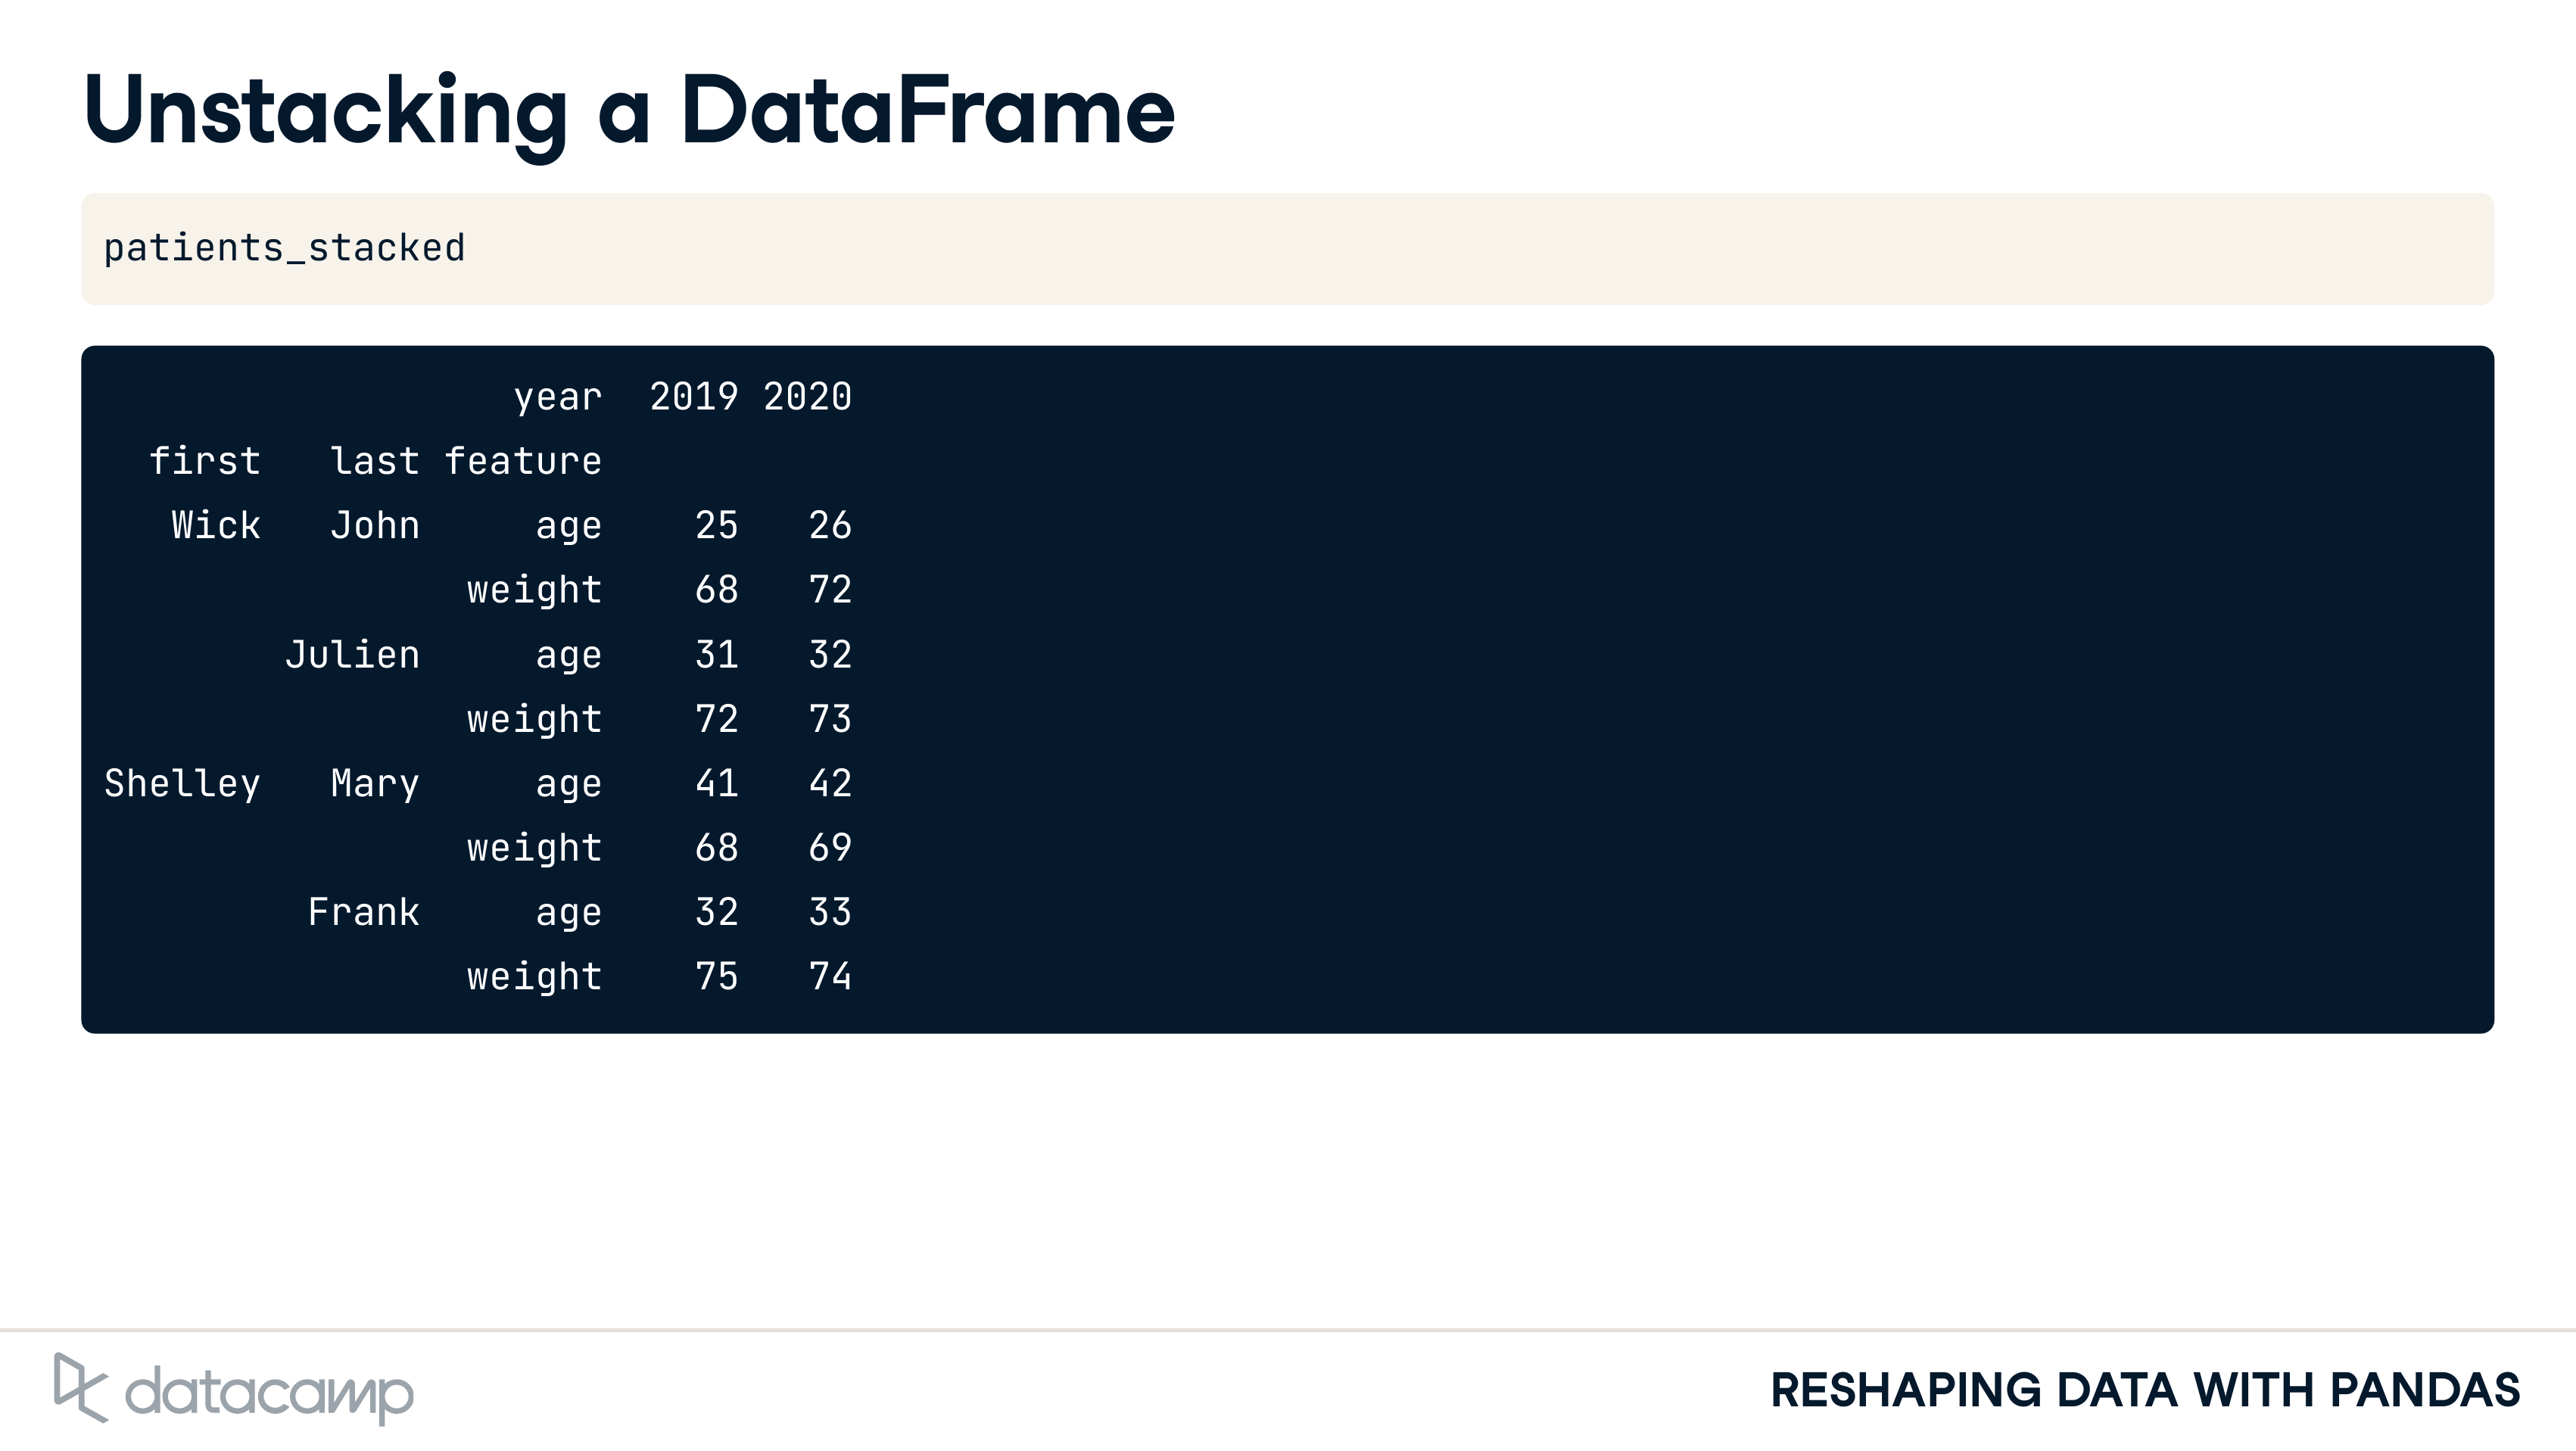 Unstacking a DataFrame
patients_stacked
year 2019 2020
first last feature
Wick John age 25 26
weight 68 72
Julien age 31 32
weight 72 73
Shelley Mary age 41 42
weight 68 69
Frank age 32 33
weight 75 74
datacamp
RESHAPING DATA WITH PANDAS